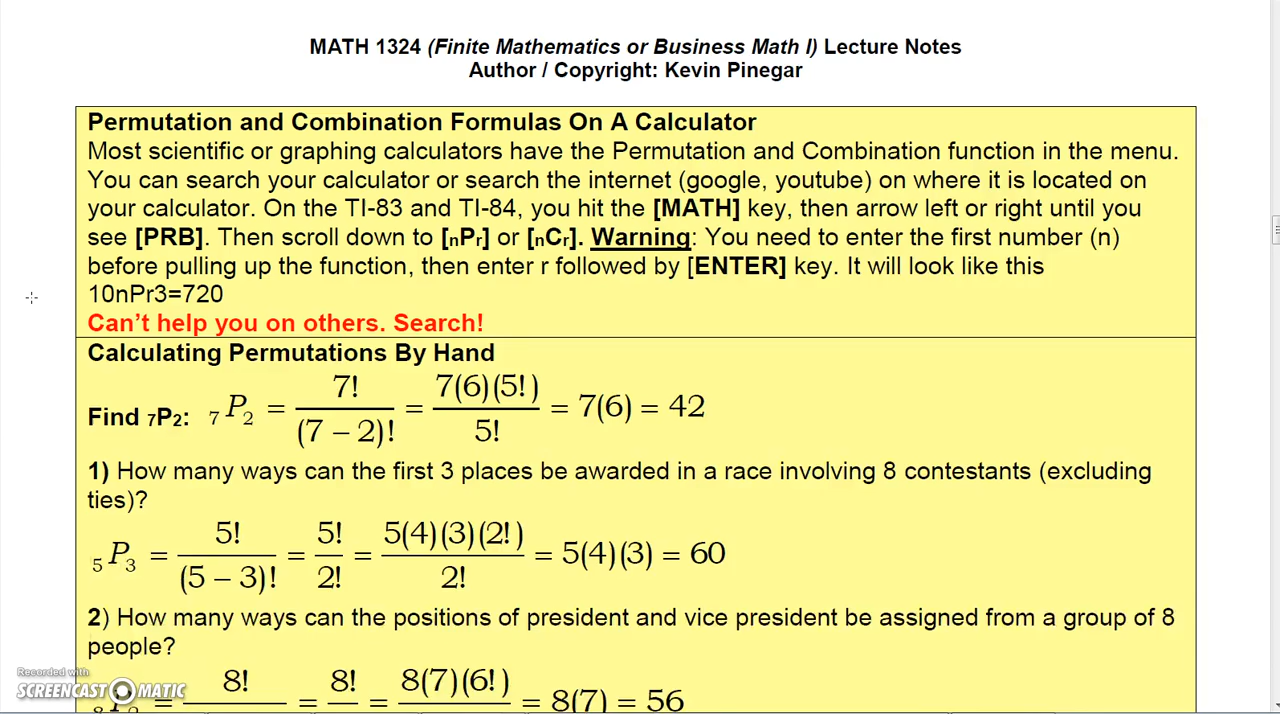 MATH 1324 (Finite Mathematics or Business Math I) Lecture Notes
Author / Copyright: Kevin Pinegar
Permutation and Combination Formulas On A Calculator
Most scientific or graphing calculators have the Permutation and Combination function in the menu.
You can search your calculator or search the internet (google, youtube) on where it is located on
your calculator. On the TI-83 and TI-84, you hit the [MATH] key, then arrow left or right until you
see [PRB]. Then scroll down to [nPr] or [nCr]. Warning: You need to enter the first number (n)
before pulling up the function, then enter r followed by [ENTER] key. It will look like this
10nPr3=720
Can't help you on others. Search!
Calculating Permutations By Hand
Find ₇P₂: ₇P₂ = 7!/(7 – 2)! = 7(6)(5!)/5! = 7(6) = 42
1) How many ways can the first 3 places be awarded in a race involving 8 contestants (excluding
ties)?
₅P₃ = 5!/(5 – 3)! = 5!/2! = 5(4)(3)(2!)/2! = 5(4)(3) = 60
2) How many ways can the positions of president and vice president be assigned from a group of 8
people?
₈P₂ = 8! = 8! = 8(7)(6!) = 8(7) = 56
Recorded with
SCREENCAST-O-MATIC